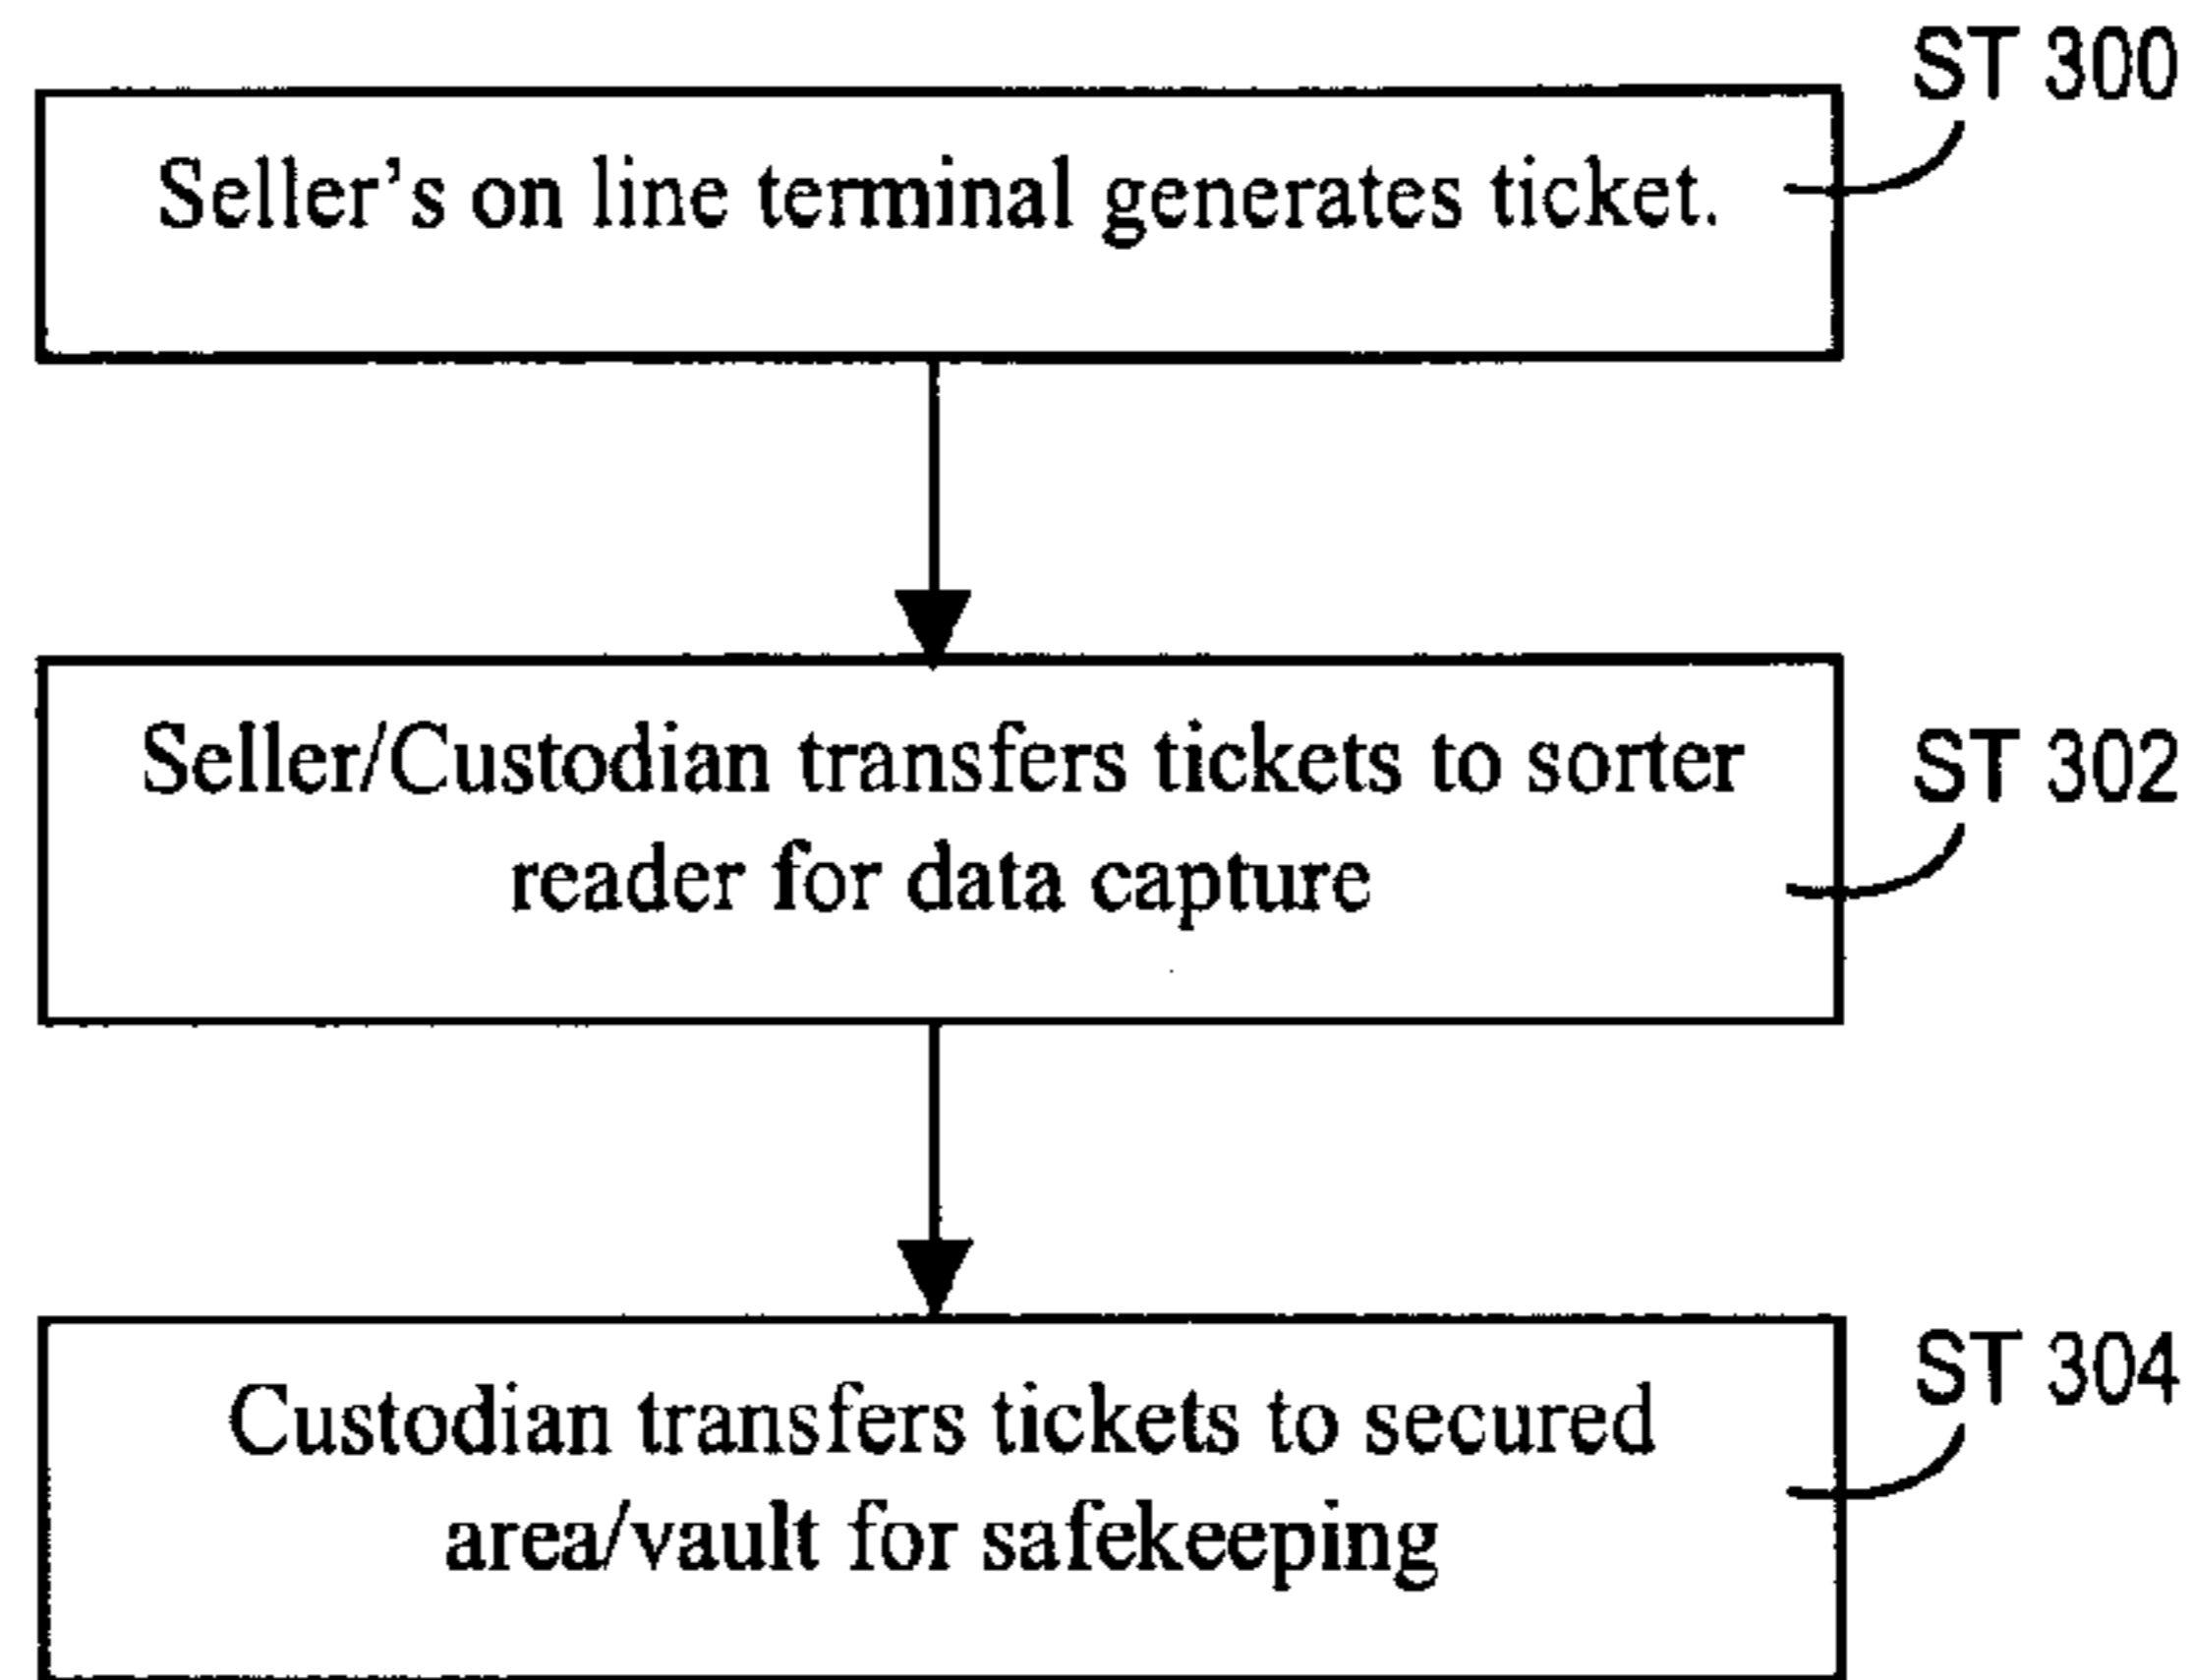 ST 300
Seller's on line terminal generates ticket.
Seller/Custodian transfers tickets to sorter
reader for data capture
ST 302
Custodian transfers tickets to secured
area/vault for safekeeping
ST 304